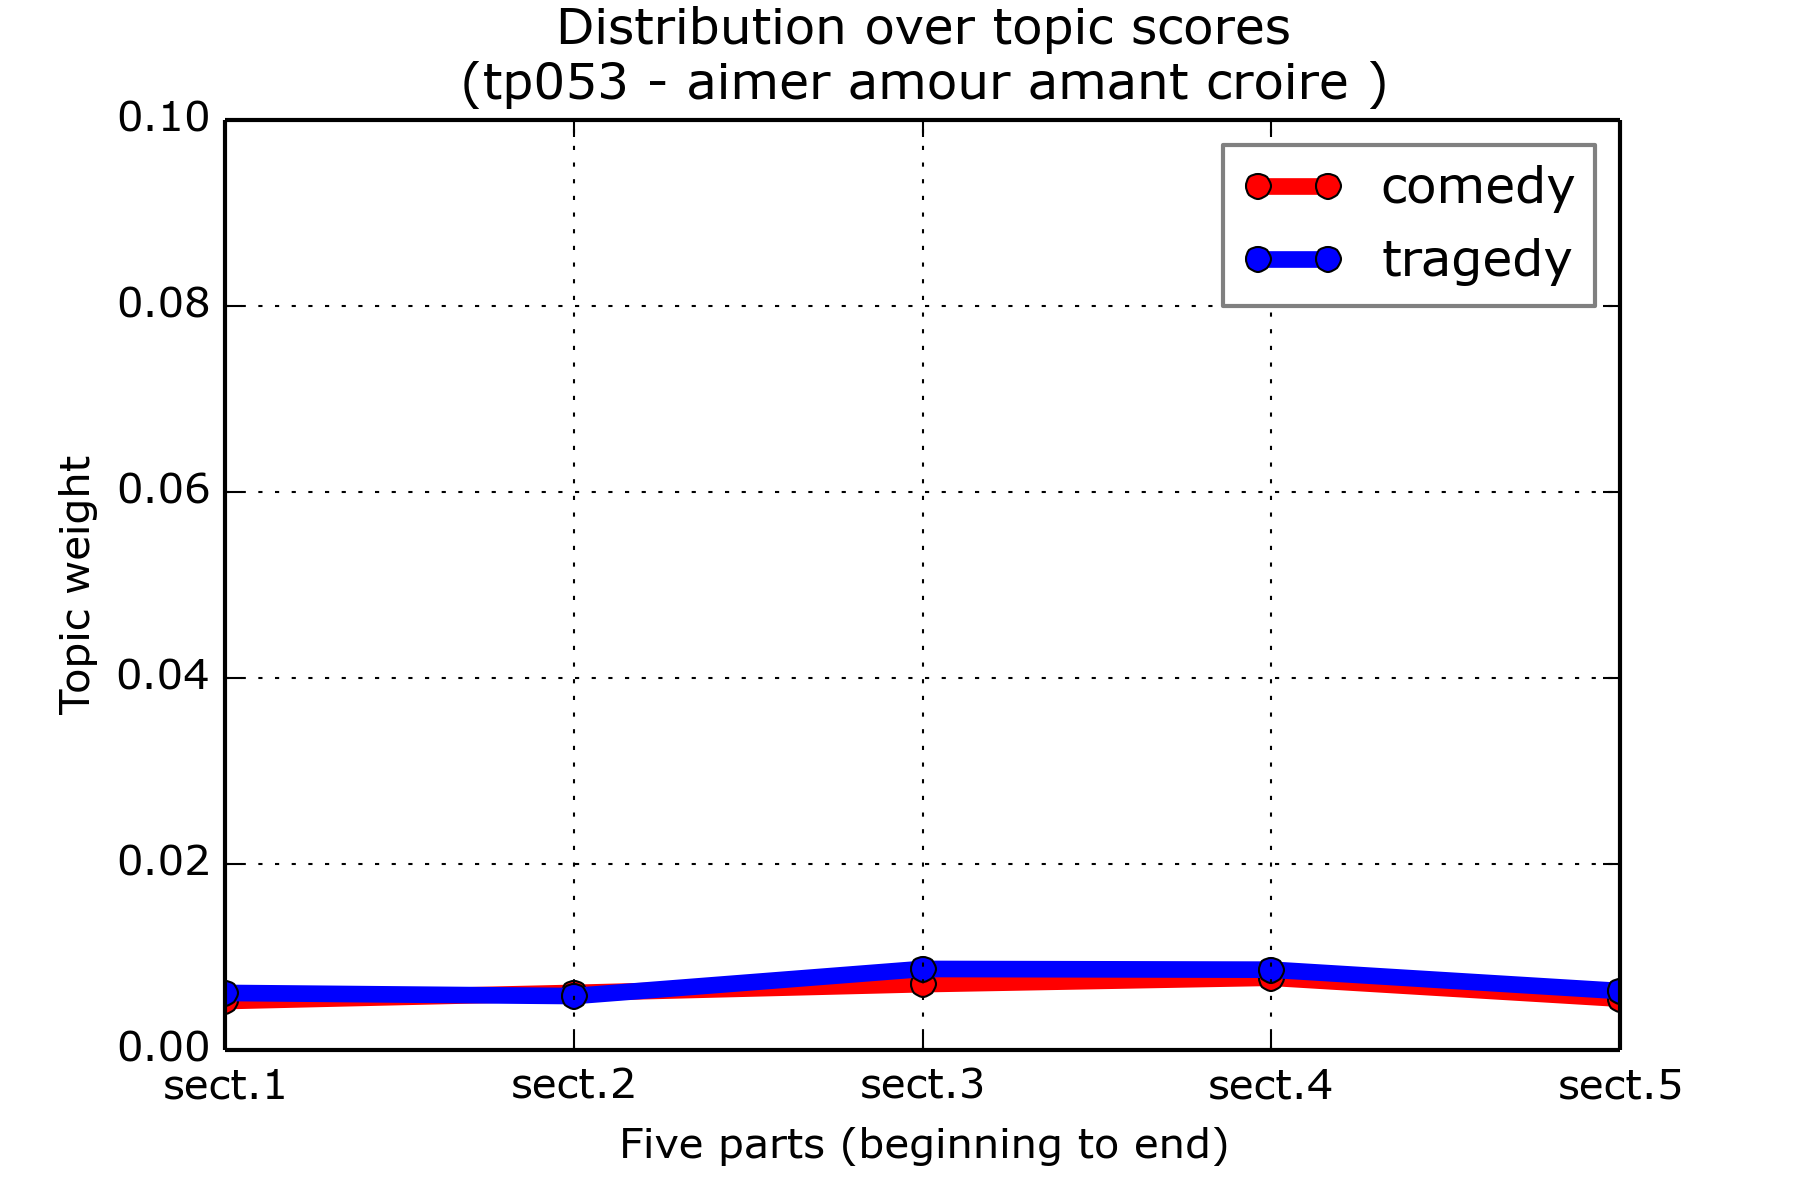 Distribution over topic scores
(tp053 - aimer amour amant croire )
0.10
0.08
0.06
0.04
0.02
0.00
Topic weight
comedy
tragedy
sect.1 sect.2 sect.3 sect.4 sect.5
Five parts (beginning to end)